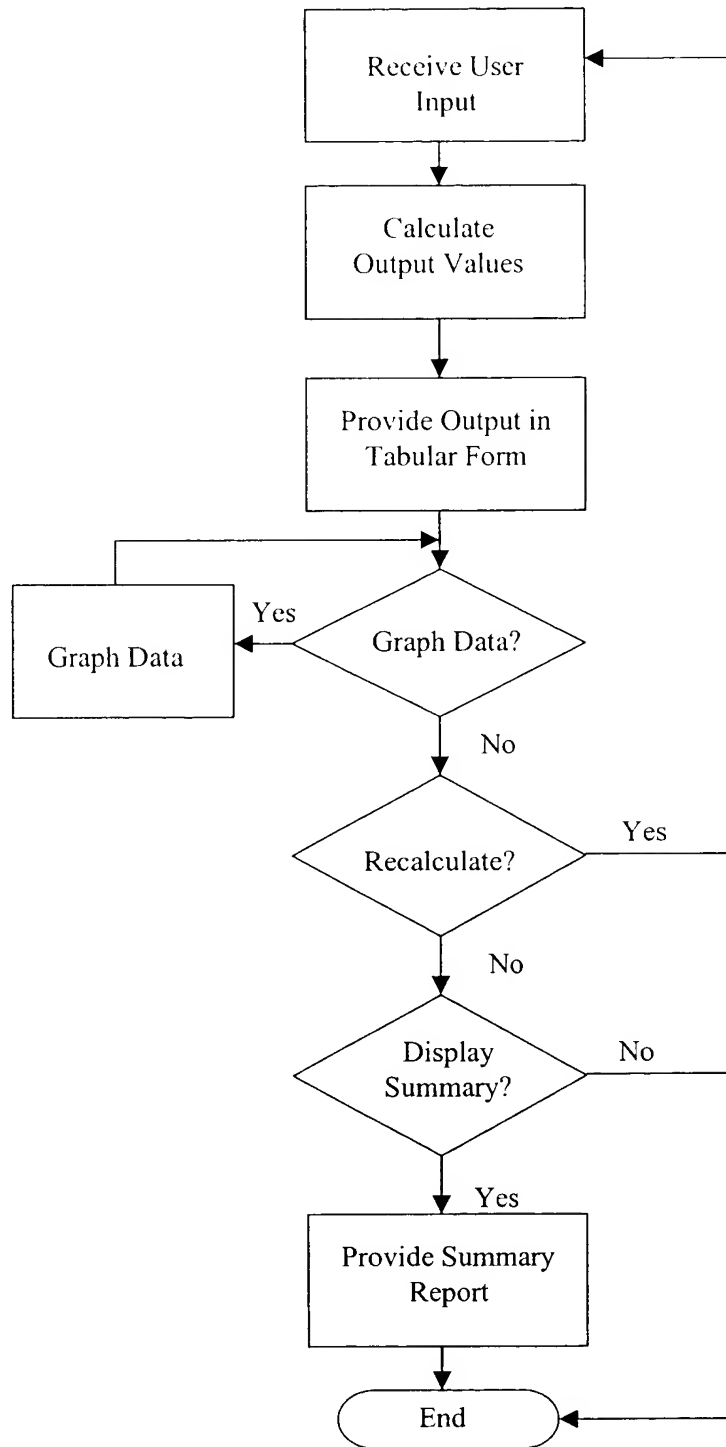 Receive User
Input
Calculate
Output Values
Provide Output in
Tabular Form
Yes
Graph Data
Graph Data?
No
Recalculate?
Yes
No
Display
Summary?
No
Yes
Provide Summary
Report
End